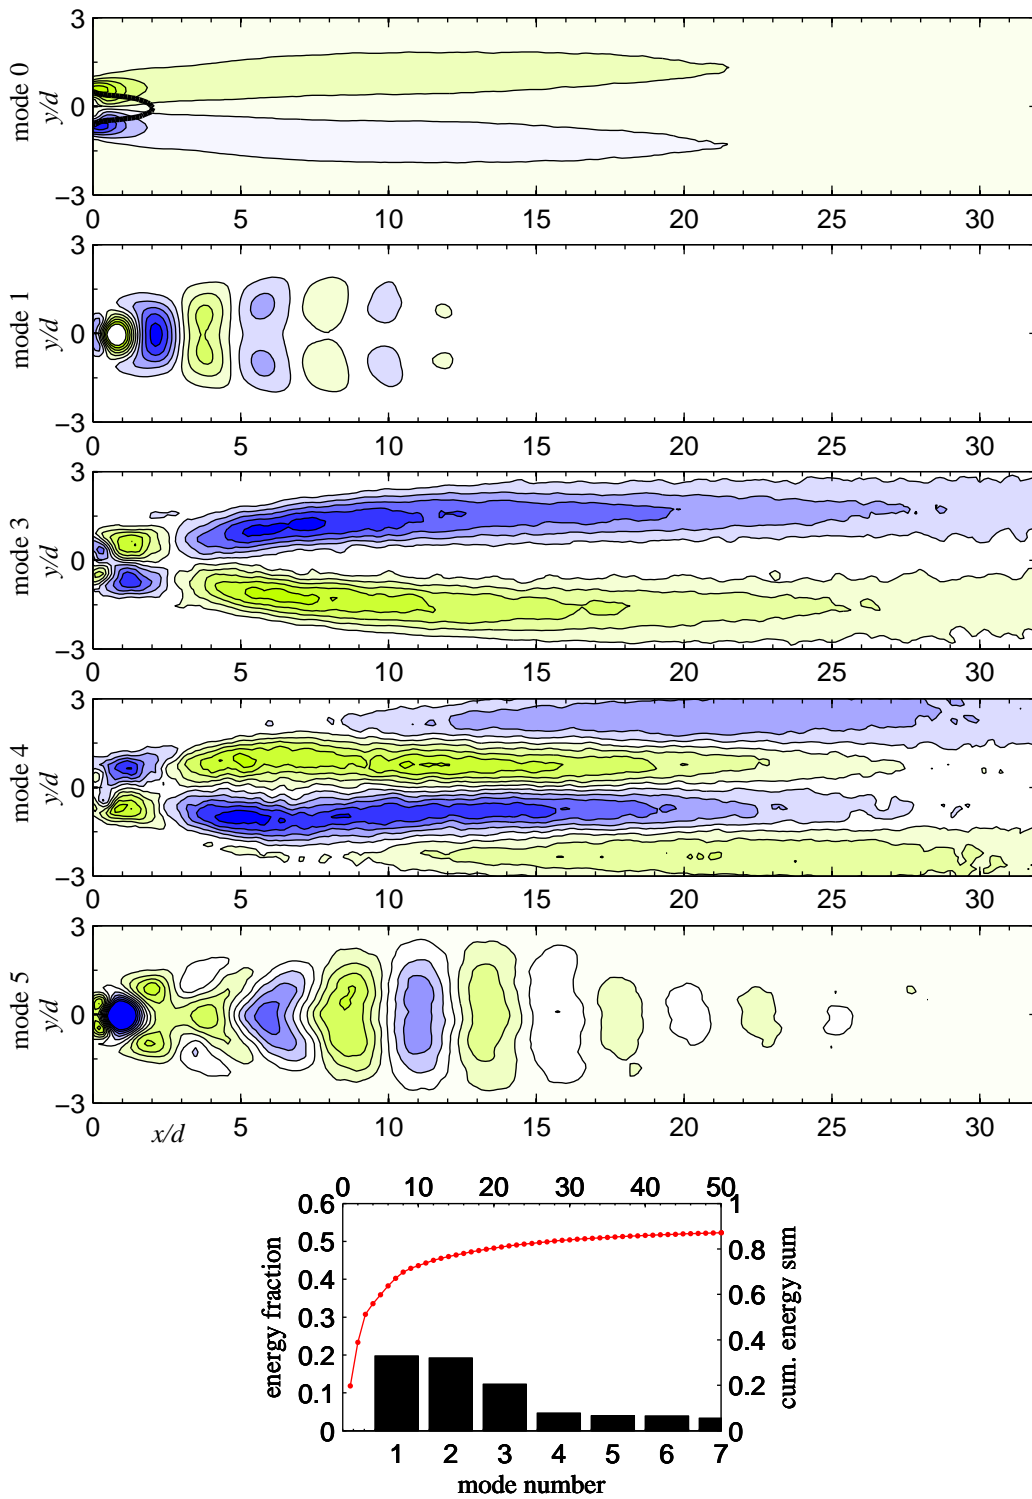 mode 0
y/d
3
0
−3
0 5 10 15 20 25 30
mode 1
y/d
3
0
−3
0 5 10 15 20 25 30
mode 3
y/d
3
0
−3
0 5 10 15 20 25 30
mode 4
y/d
3
0
−3
0 5 10 15 20 25 30
mode 5
y/d
3
0
−3
0 5 10 15 20 25 30
x/d
0 10 20 30 40 50
energy fraction
0.6
0.5
0.4
0.3
0.2
0.1
0
1
0.8
0.6
0.4
0.2
0
cum. energy sum
1 2 3 4 5 6 7
mode number